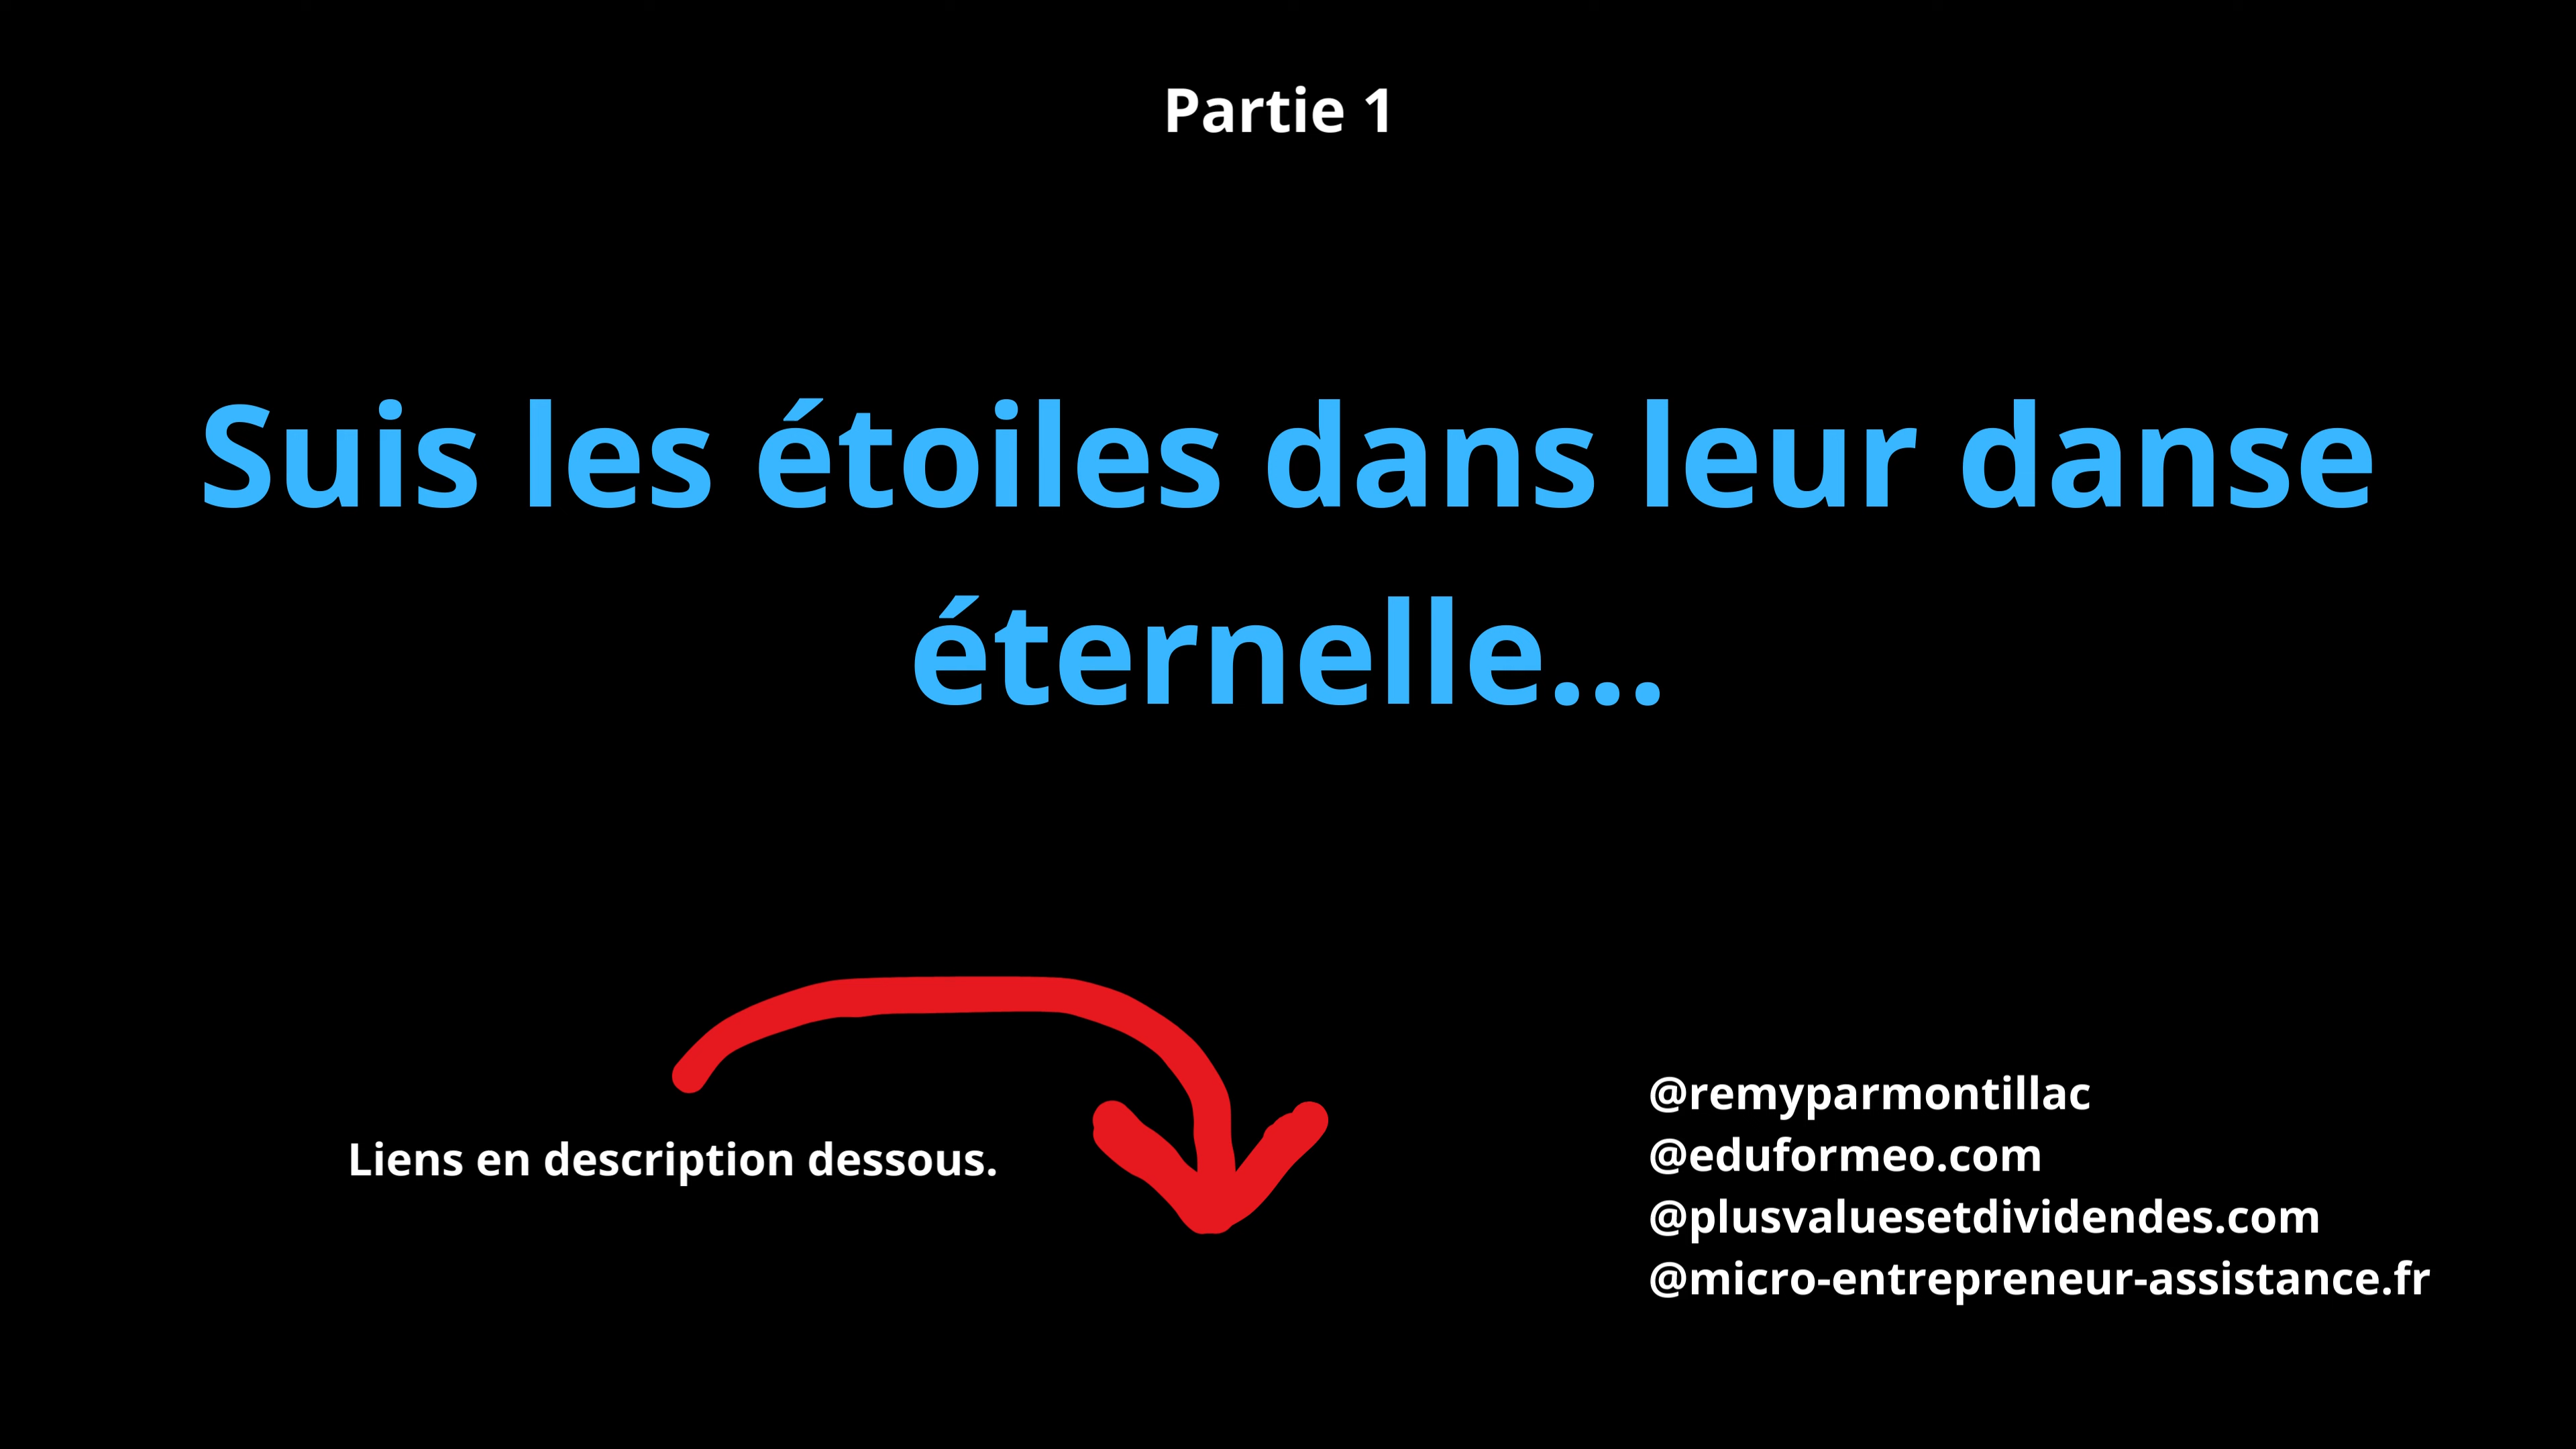 Partie 1
Suis les étoiles dans leur danse
éternelle...
Liens en description dessous.
@remyparmontillac
@eduformeo.com
@plusvaluesetdividendes.com
@micro-entrepreneur-assistance.fr